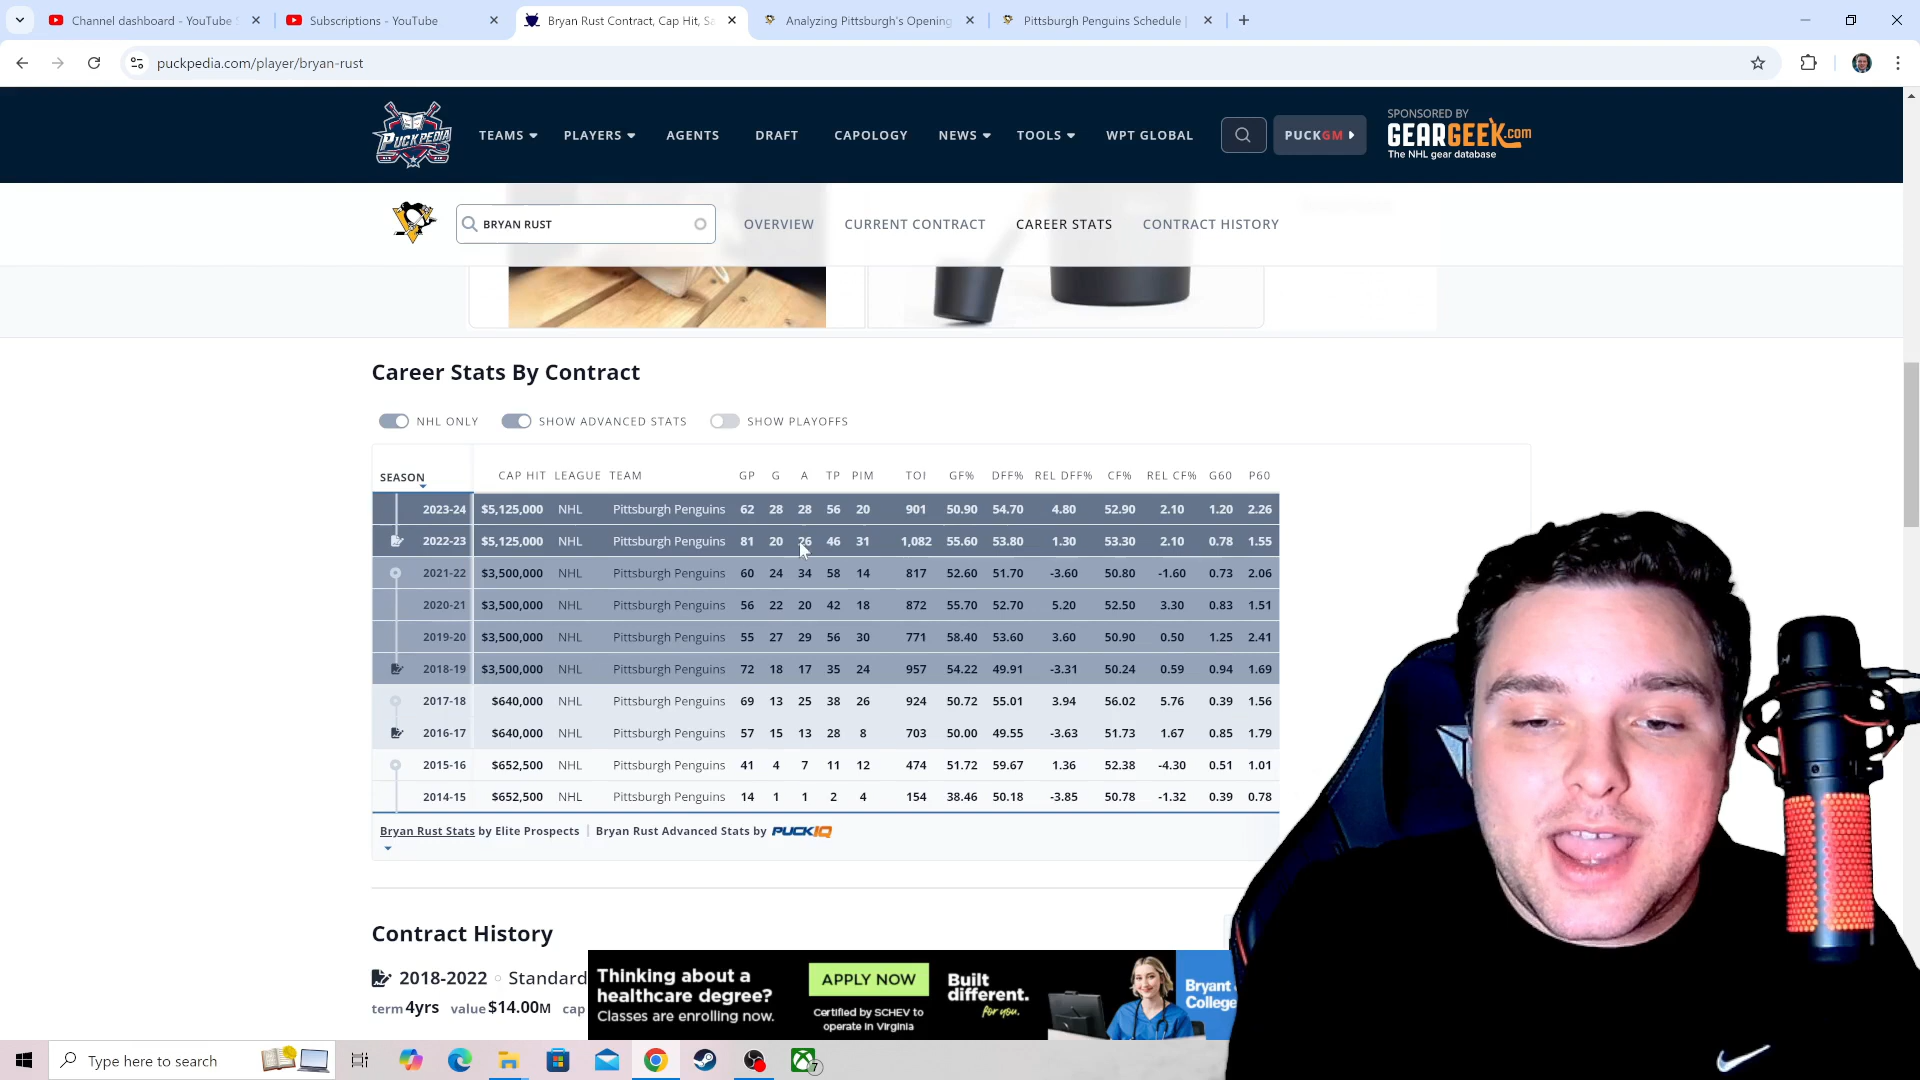 Channel dashboard - YouTube
Subscriptions - YouTube
Bryan Rust Contract, Cap Hit, Sa
Analyzing Pittsburgh's Opening
Pittsburgh Penguins Schedule |
puckpedia.com/player/bryan-rust
PUCKPEDIA
TEAMS
PLAYERS
AGENTS
DRAFT
CAPOLOGY
NEWS
TOOLS
WPT GLOBAL
PUCKGM
SPONSORED BY
GEARGEEK.com
The NHL gear database
BRYAN RUST
OVERVIEW
CURRENT CONTRACT
CAREER STATS
CONTRACT HISTORY
Career Stats By Contract
NHL ONLY
SHOW ADVANCED STATS
SHOW PLAYOFFS
SEASON CAP HIT LEAGUE TEAM GP G A TP PIM TOI GF% DFF% REL DFF% CF% REL CF% G60 P60
2023-24 $5,125,000 NHL Pittsburgh Penguins 62 28 28 56 20 901 50.90 54.70 4.80 52.90 2.10 1.20 2.26
2022-23 $5,125,000 NHL Pittsburgh Penguins 81 20 26 46 31 1,082 55.60 53.80 1.30 53.30 2.10 0.78 1.55
2021-22 $3,500,000 NHL Pittsburgh Penguins 60 24 34 58 14 817 52.60 51.70 -3.60 50.80 -1.60 0.73 2.06
2020-21 $3,500,000 NHL Pittsburgh Penguins 56 22 20 42 18 872 55.70 52.70 5.20 52.50 3.30 0.83 1.51
2019-20 $3,500,000 NHL Pittsburgh Penguins 55 27 29 56 30 771 58.40 53.60 3.60 50.90 0.50 1.25 2.41
2018-19 $3,500,000 NHL Pittsburgh Penguins 72 18 17 35 24 957 54.22 49.91 -3.31 50.24 0.59 0.94 1.69
2017-18 $640,000 NHL Pittsburgh Penguins 69 13 25 38 26 924 50.72 55.01 3.94 56.02 5.76 0.39 1.56
2016-17 $640,000 NHL Pittsburgh Penguins 57 15 13 28 8 703 50.00 49.55 -3.63 51.73 1.67 0.85 1.79
2015-16 $652,500 NHL Pittsburgh Penguins 41 4 7 11 12 474 51.72 59.67 1.36 52.38 -4.30 0.51 1.01
2014-15 $652,500 NHL Pittsburgh Penguins 14 1 1 2 4 154 38.46 50.18 -3.85 50.78 -1.32 0.39 0.78
Bryan Rust Stats by Elite Prospects | Bryan Rust Advanced Stats by PUCKIQ
Contract History
2018-2022 Standard
term 4yrs value $14.00M cap
Thinking about a
healthcare degree?
Classes are enrolling now.
APPLY NOW
Certified by SCHEV to
operate in Virginia
Built
different.
for you.
Bryant
College
Type here to search
7